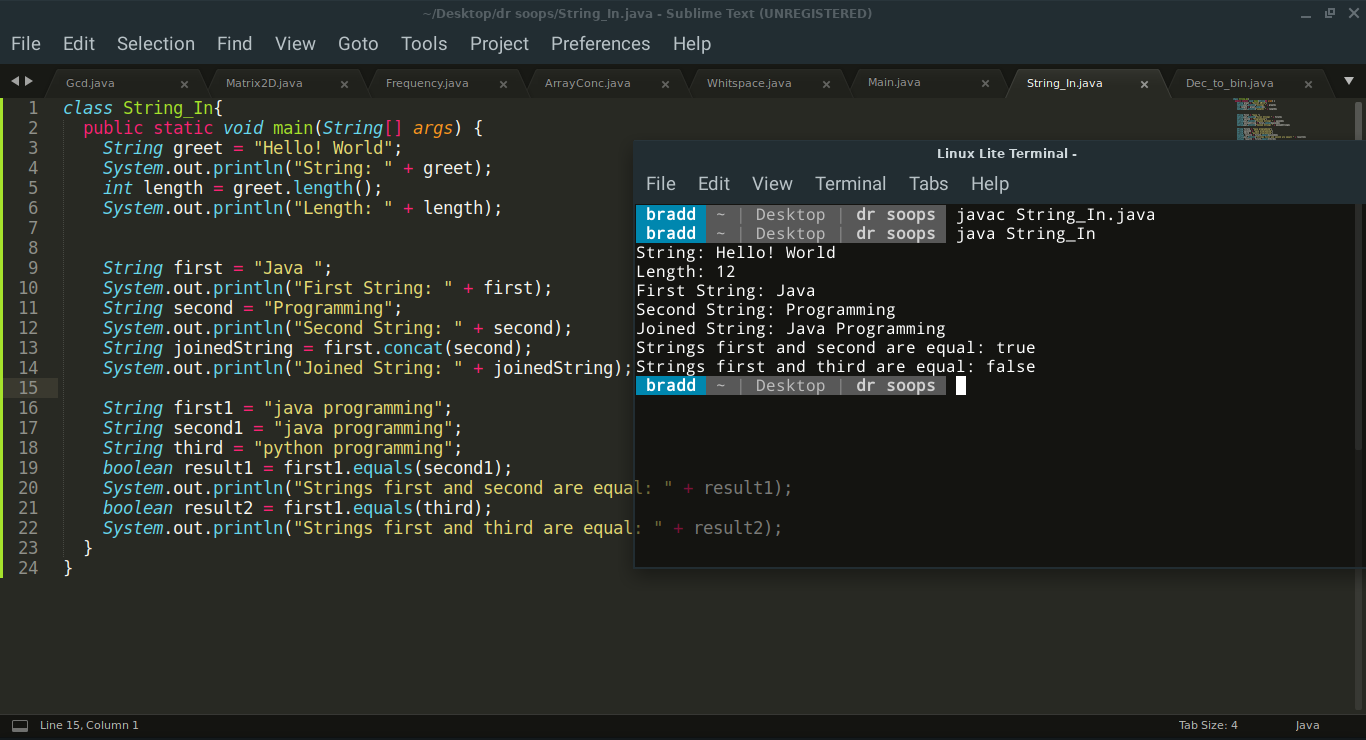 ~/Desktop/dr soops/String_In.java - Sublime Text (UNREGISTERED)
File Edit Selection Find View Goto Tools Project Preferences Help
Gcd.java Matrix2D.java Frequency.java ArrayConc.java Whitspace.java Main.java String_In.java Dec_to_bin.java
1 class String_In{
2 public static void main(String[] args) {
3 String greet = "Hello! World";
4 System.out.println("String: " + greet);
5 int length = greet.length();
6 System.out.println("Length: " + length);
7
8
9 String first = "Java ";
10 System.out.println("First String: " + first);
11 String second = "Programming";
12 System.out.println("Second String: " + second);
13 String joinedString = first.concat(second);
14 System.out.println("Joined String: " + joinedString);
15
16 String first1 = "java programming";
17 String second1 = "java programming";
18 String third = "python programming";
19 boolean result1 = first1.equals(second1);
20 System.out.println("Strings first and second are equal: " + result1);
21 boolean result2 = first1.equals(third);
22 System.out.println("Strings first and third are equal: " + result2);
23 }
24 }
Linux Lite Terminal -
File Edit View Terminal Tabs Help
bradd ~ | Desktop | dr soops javac String_In.java
bradd ~ | Desktop | dr soops java String_In
String: Hello! World
Length: 12
First String: Java
Second String: Programming
Joined String: Java Programming
Strings first and second are equal: true
Strings first and third are equal: false
bradd ~ | Desktop | dr soops
Line 15, Column 1
Tab Size: 4 Java